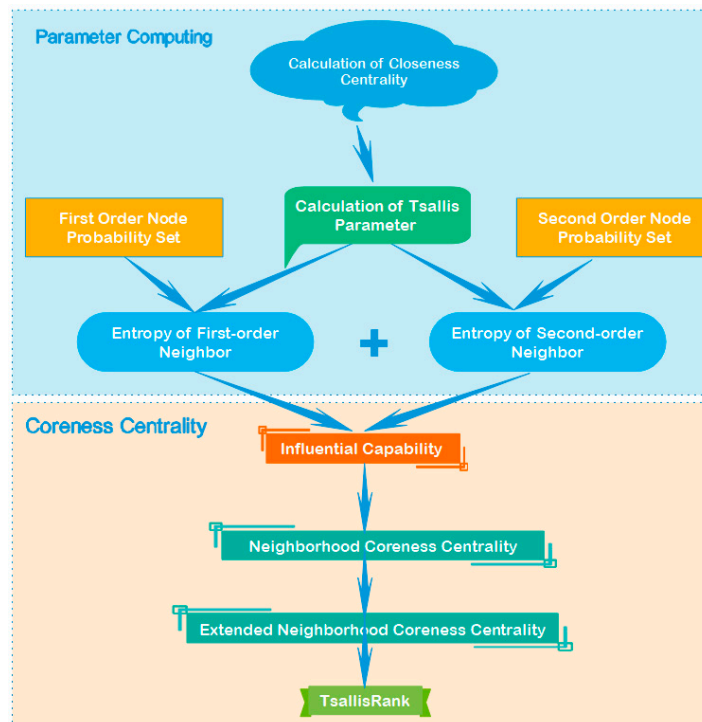 Parameter Computing
Calculation of Closeness
Centrality
First Order Node
Probability Set
Calculation of Tsallis
Parameter
Second Order Node
Probability Set
Entropy of First-order
Neighbor
+
Entropy of Second-order
Neighbor
Coreness Centrality
Influential Capability
Neighborhood Coreness Centrality
Extended Neighborhood Coreness Centrality
TsallisRank